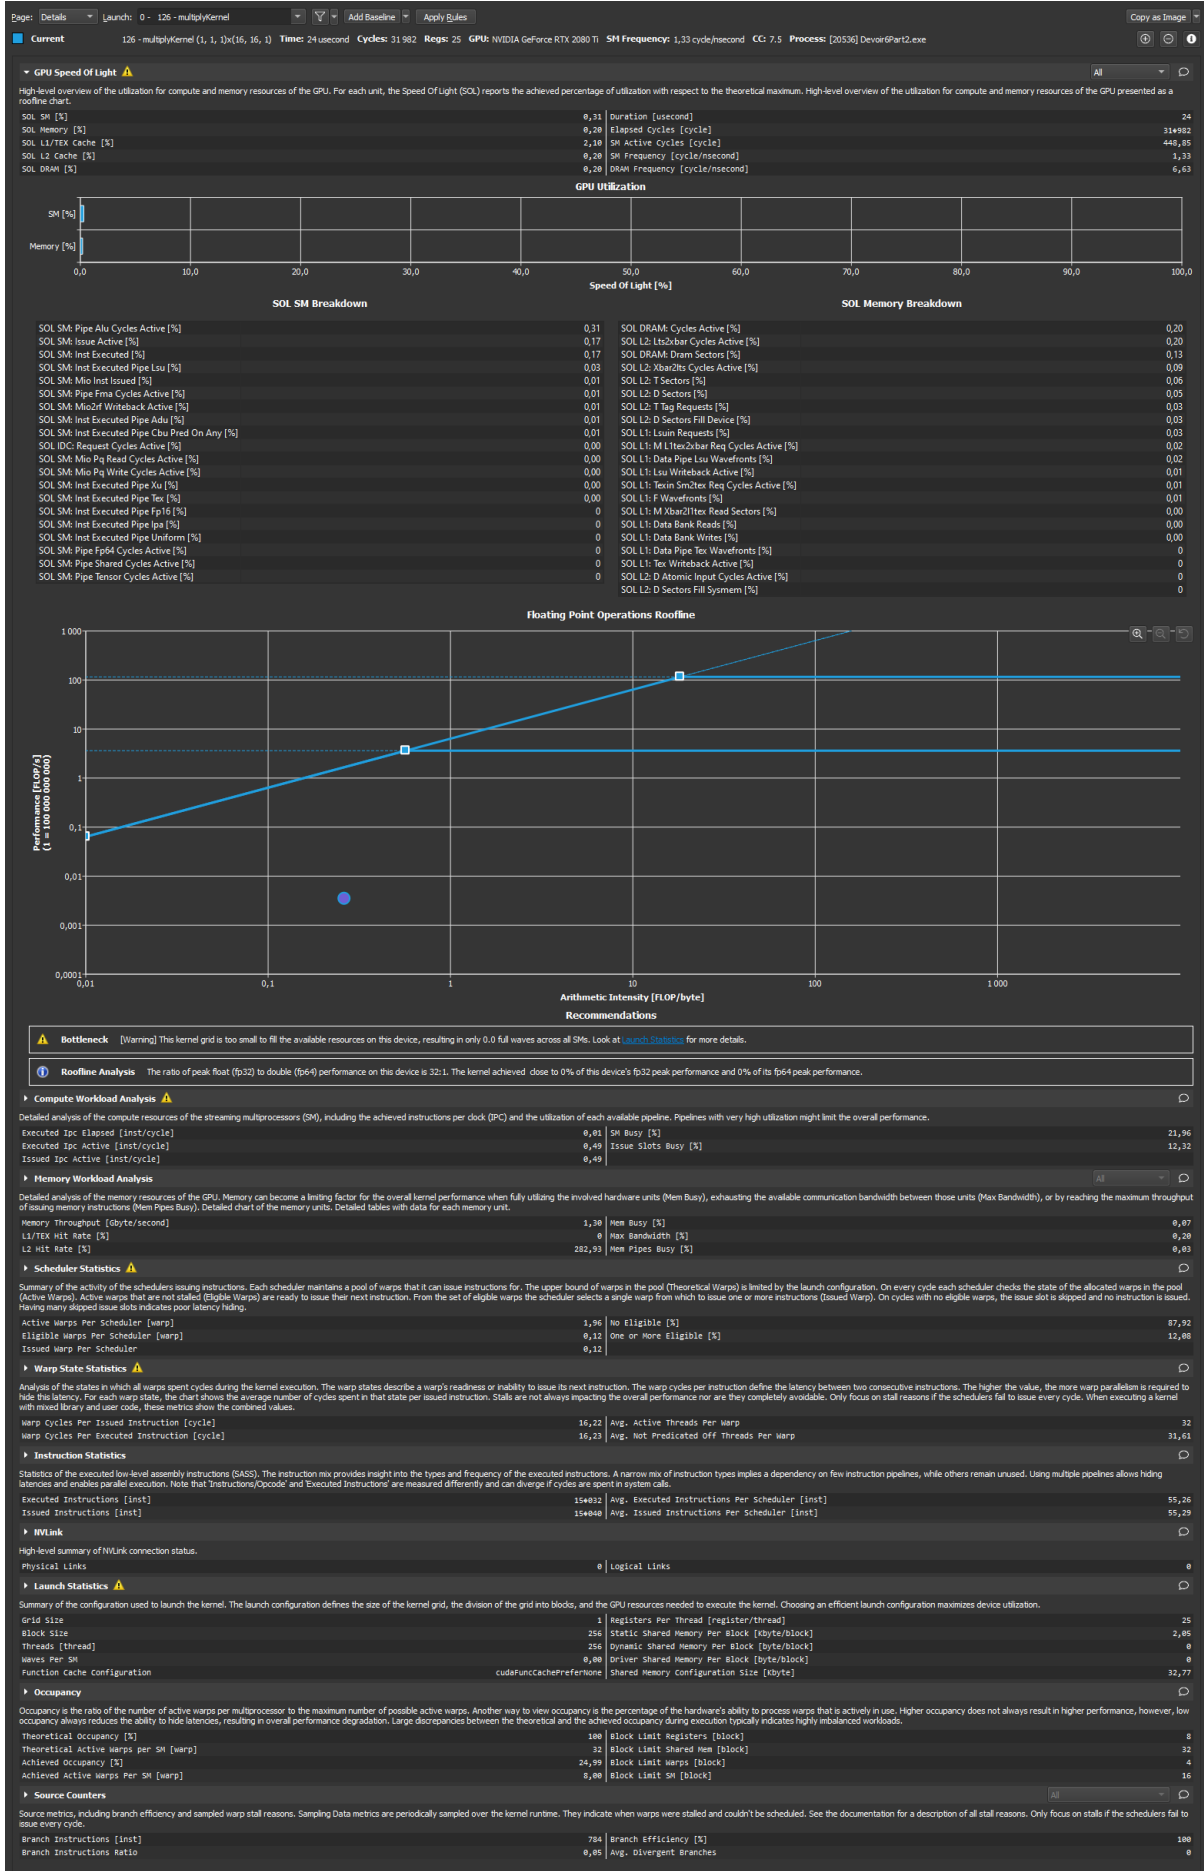 Page: Details Launch: 0 - 126 - multiplyKernel Add Baseline Apply Rules Copy as Image
Current 126 - multiplyKernel (1, 1, 1)x(16, 16, 1) Time: 24 usecond Cycles: 31 982 Regs: 25 GPU: NVIDIA GeForce RTX 2080 Ti SM Frequency: 1,33 cycle/nsecond CC: 7.5 Process: [20536] Devoir6Part2.exe
GPU Speed Of Light All
High-level overview of the utilization for compute and memory resources of the GPU. For each unit, the Speed Of Light (SOL) reports the achieved percentage of utilization with respect to the theoretical maximum. High-level overview of the utilization for compute and memory resources of the GPU presented as a
roofline chart.
SOL SM [%] 0,31 Duration [usecond] 24
SOL Memory [%] 0,20 Elapsed Cycles [cycle] 31♦982
SOL L1/TEX Cache [%] 2,10 SM Active Cycles [cycle] 448,85
SOL L2 Cache [%] 0,20 SM Frequency [cycle/nsecond] 1,33
SOL DRAM [%] 0,20 DRAM Frequency [cycle/nsecond] 6,63
GPU Utilization
SM [%]
Memory [%]
0,0 10,0 20,0 30,0 40,0 50,0 60,0 70,0 80,0 90,0 100,0
Speed Of Light [%]
SOL SM Breakdown SOL Memory Breakdown
SOL SM: Pipe Alu Cycles Active [%] 0,31 SOL DRAM: Cycles Active [%] 0,20
SOL SM: Issue Active [%] 0,17 SOL L2: Lts2xbar Cycles Active [%] 0,20
SOL SM: Inst Executed [%] 0,17 SOL DRAM: Dram Sectors [%] 0,13
SOL SM: Inst Executed Pipe Lsu [%] 0,03 SOL L2: Xbar2lts Cycles Active [%] 0,09
SOL SM: Mio Inst Issued [%] 0,01 SOL L2: T Sectors [%] 0,06
SOL SM: Pipe Fma Cycles Active [%] 0,01 SOL L2: D Sectors [%] 0,05
SOL SM: Mio2rf Writeback Active [%] 0,01 SOL L2: T Tag Requests [%] 0,03
SOL SM: Inst Executed Pipe Adu [%] 0,01 SOL L2: D Sectors Fill Device [%] 0,03
SOL SM: Inst Executed Pipe Cbu Pred On Any [%] 0,01 SOL L1: Lsuin Requests [%] 0,03
SOL IDC: Request Cycles Active [%] 0,00 SOL L1: M L1tex2xbar Req Cycles Active [%] 0,02
SOL SM: Mio Pq Read Cycles Active [%] 0,00 SOL L1: Data Pipe Lsu Wavefronts [%] 0,02
SOL SM: Mio Pq Write Cycles Active [%] 0,00 SOL L1: Lsu Writeback Active [%] 0,01
SOL SM: Inst Executed Pipe Xu [%] 0,00 SOL L1: Texin Sm2tex Req Cycles Active [%] 0,01
SOL SM: Inst Executed Pipe Tex [%] 0,00 SOL L1: F Wavefronts [%] 0,01
SOL SM: Inst Executed Pipe Fp16 [%] 0 SOL L1: M Xbar2l1tex Read Sectors [%] 0,00
SOL SM: Inst Executed Pipe Ipa [%] 0 SOL L1: Data Bank Reads [%] 0,00
SOL SM: Inst Executed Pipe Uniform [%] 0 SOL L1: Data Bank Writes [%] 0,00
SOL SM: Pipe Fp64 Cycles Active [%] 0 SOL L1: Data Pipe Tex Wavefronts [%] 0
SOL SM: Pipe Shared Cycles Active [%] 0 SOL L1: Tex Writeback Active [%] 0
SOL SM: Pipe Tensor Cycles Active [%] 0 SOL L2: D Atomic Input Cycles Active [%] 0
SOL L2: D Sectors Fill Sysmem [%] 0
Floating Point Operations Roofline
1 000
100
10
1
0,1
0,01
0,001
0,0001
Performance [FLOP/s]
(1 = 100 000 000 000)
0,01 0,1 1 10 100 1 000
Arithmetic Intensity [FLOP/byte]
Recommendations
Bottleneck [Warning] This kernel grid is too small to fill the available resources on this device, resulting in only 0.0 full waves across all SMs. Look at Launch Statistics for more details.
Roofline Analysis The ratio of peak float (fp32) to double (fp64) performance on this device is 32:1. The kernel achieved close to 0% of this device's fp32 peak performance and 0% of its fp64 peak performance.
Compute Workload Analysis
Detailed analysis of the compute resources of the streaming multiprocessors (SM), including the achieved instructions per clock (IPC) and the utilization of each available pipeline. Pipelines with very high utilization might limit the overall performance.
Executed Ipc Elapsed [inst/cycle] 0,01 SM Busy [%] 21,96
Executed Ipc Active [inst/cycle] 0,49 Issue Slots Busy [%] 12,32
Issued Ipc Active [inst/cycle] 0,49
Memory Workload Analysis All
Detailed analysis of the memory resources of the GPU. Memory can become a limiting factor for the overall kernel performance when fully utilizing the involved hardware units (Mem Busy), exhausting the available communication bandwidth between those units (Max Bandwidth), or by reaching the maximum throughput
of issuing memory instructions (Mem Pipes Busy). Detailed chart of the memory units. Detailed tables with data for each memory unit.
Memory Throughput [Gbyte/second] 1,30 Mem Busy [%] 0,07
L1/TEX Hit Rate [%] 0 Max Bandwidth [%] 0,20
L2 Hit Rate [%] 282,93 Mem Pipes Busy [%] 0,03
Scheduler Statistics
Summary of the activity of the schedulers issuing instructions. Each scheduler maintains a pool of warps that it can issue instructions for. The upper bound of warps in the pool (Theoretical Warps) is limited by the launch configuration. On every cycle each scheduler checks the state of the allocated warps in the pool
(Active Warps). Active warps that are not stalled (Eligible Warps) are ready to issue their next instruction. From the set of eligible warps the scheduler selects a single warp from which to issue one or more instructions (Issued Warp). On cycles with no eligible warps, the issue slot is skipped and no instruction is issued.
Having many skipped issue slots indicates poor latency hiding.
Active Warps Per Scheduler [warp] 1,96 No Eligible [%] 87,92
Eligible Warps Per Scheduler [warp] 0,12 One or More Eligible [%] 12,08
Issued Warp Per Scheduler 0,12
Warp State Statistics
Analysis of the states in which all warps spent cycles during the kernel execution. The warp states describe a warp's readiness or inability to issue its next instruction. The warp cycles per instruction define the latency between two consecutive instructions. The higher the value, the more warp parallelism is required to
hide this latency. For each warp state, the chart shows the average number of cycles spent in that state per issued instruction. Stalls are not always impacting the overall performance nor are they completely avoidable. Only focus on stall reasons if the schedulers fail to issue every cycle. When executing a kernel
with mixed library and user code, these metrics show the combined values.
Warp Cycles Per Issued Instruction [cycle] 16,22 Avg. Active Threads Per Warp 32
Warp Cycles Per Executed Instruction [cycle] 16,23 Avg. Not Predicated Off Threads Per Warp 31,61
Instruction Statistics
Statistics of the executed low-level assembly instructions (SASS). The instruction mix provides insight into the types and frequency of the executed instructions. A narrow mix of instruction types implies a dependency on few instruction pipelines, while others remain unused. Using multiple pipelines allows hiding
latencies and enables parallel execution. Note that 'Instructions/Opcode' and 'Executed Instructions' are measured differently and can diverge if cycles are spent in system calls.
Executed Instructions [inst] 15♦032 Avg. Executed Instructions Per Scheduler [inst] 55,26
Issued Instructions [inst] 15♦040 Avg. Issued Instructions Per Scheduler [inst] 55,29
NVLink
High-level summary of NVLink connection status.
Physical Links 0 Logical Links 0
Launch Statistics
Summary of the configuration used to launch the kernel. The launch configuration defines the size of the kernel grid, the division of the grid into blocks, and the GPU resources needed to execute the kernel. Choosing an efficient launch configuration maximizes device utilization.
Grid Size 1 Registers Per Thread [register/thread] 25
Block Size 256 Static Shared Memory Per Block [Kbyte/block] 2,05
Threads [thread] 256 Dynamic Shared Memory Per Block [byte/block] 0
Waves Per SM 0,00 Driver Shared Memory Per Block [byte/block] 0
Function Cache Configuration cudaFuncCachePreferNone Shared Memory Configuration Size [Kbyte] 32,77
Occupancy
Occupancy is the ratio of the number of active warps per multiprocessor to the maximum number of possible active warps. Another way to view occupancy is the percentage of the hardware's ability to process warps that is actively in use. Higher occupancy does not always result in higher performance, however, low
occupancy always reduces the ability to hide latencies, resulting in overall performance degradation. Large discrepancies between the theoretical and the achieved occupancy during execution typically indicates highly imbalanced workloads.
Theoretical Occupancy [%] 100 Block Limit Registers [block] 8
Theoretical Active Warps per SM [warp] 32 Block Limit Shared Mem [block] 32
Achieved Occupancy [%] 24,99 Block Limit Warps [block] 4
Achieved Active Warps Per SM [warp] 8,00 Block Limit SM [block] 16
Source Counters All
Source metrics, including branch efficiency and sampled warp stall reasons. Sampling Data metrics are periodically sampled over the kernel runtime. They indicate when warps were stalled and couldn't be scheduled. See the documentation for a description of all stall reasons. Only focus on stalls if the schedulers fail to
issue every cycle.
Branch Instructions [inst] 784 Branch Efficiency [%] 100
Branch Instructions Ratio 0,05 Avg. Divergent Branches 0